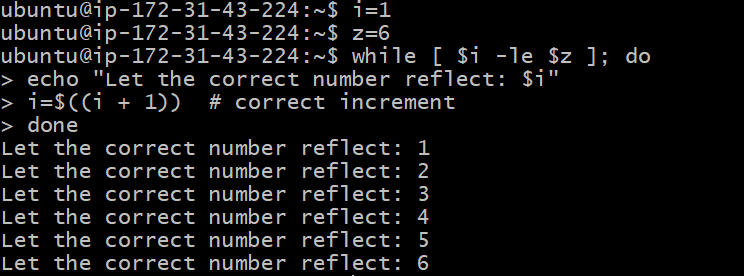 ubuntu@ip-172-31-43-224:~$ i=1
ubuntu@ip-172-31-43-224:~$ z=6
ubuntu@ip-172-31-43-224:~$ while [ $i -le $z ]; do
> echo "Let the correct number reflect: $i"
> i=$((i + 1))  # correct increment
> done
Let the correct number reflect: 1
Let the correct number reflect: 2
Let the correct number reflect: 3
Let the correct number reflect: 4
Let the correct number reflect: 5
Let the correct number reflect: 6